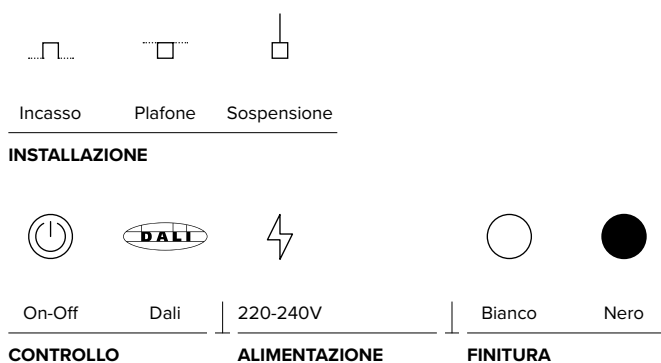 Incasso Plafone Sospensione
INSTALLAZIONE
DALI
On-Off Dali 220-240V Bianco Nero
CONTROLLO ALIMENTAZIONE FINITURA